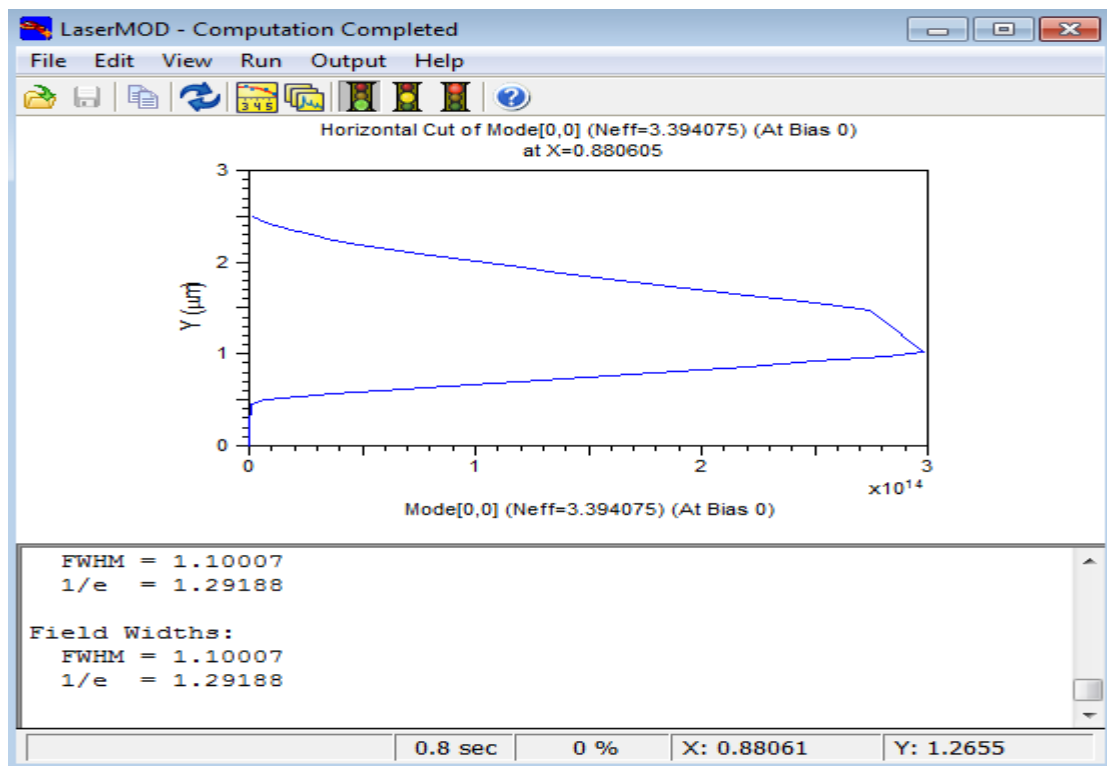 LaserMOD - Computation Completed
File Edit View Run Output Help
3 4 5
Horizontal Cut of Mode[0,0] (Neff=3.394075) (At Bias 0)
at X=0.880605
3
2
1
0
Y (μm)
0 1 2 3
x10¹⁴
Mode[0,0] (Neff=3.394075) (At Bias 0)
FWHM = 1.10007
1/e = 1.29188
Field Widths:
FWHM = 1.10007
1/e = 1.29188
0.8 sec 0 % X: 0.88061 Y: 1.2655